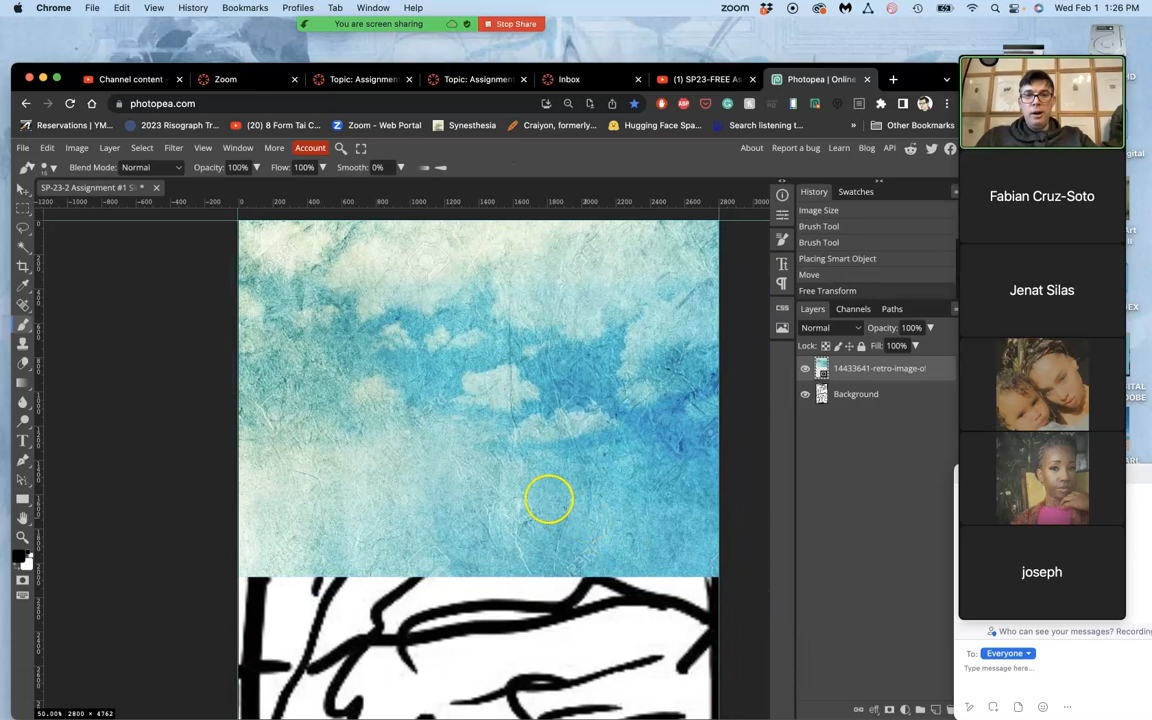 Chrome File Edit View History Bookmarks Profiles Tab Window Help zoom Wed Feb 1 1:26 PM
You are screen sharing Stop Share
Channel content Zoom Topic: Assignment Topic: Assignment Inbox (1) SP23-FREE As Photopea | Online
photopea.com
Reservations | YM... 2023 Risograph Tr... (20) 8 Form Tai C... Zoom - Web Portal Synesthesia Craiyon, formerly... Hugging Face Spa... Search listening t... » Other Bookmarks
File Edit Image Layer Select Filter View Window More Account About Report a bug Learn Blog API
Blend Mode: Normal Opacity: 100% Flow: 100% Smooth: 0%
SP-23-2 Assignment #1 S *
History Swatches
Image Size
Brush Tool
Brush Tool
Placing Smart Object
Move
Free Transform
Layers Channels Paths
Normal Opacity: 100%
Lock: Fill: 100%
14433641-retro-image-of
Background
CSS
Fabian Cruz-Soto
Jenat Silas
joseph
Who can see your messages? Recording
To: Everyone
Type message here...
50.00% 2800 × 4762